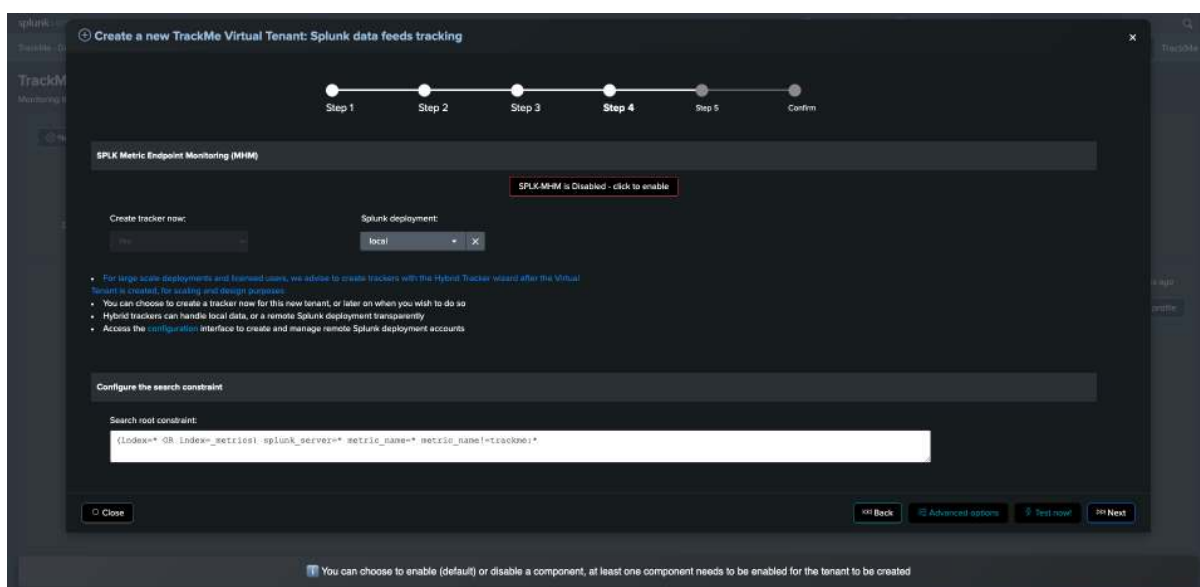 splunk
Create a new TrackMe Virtual Tenant: Splunk data feeds tracking
TrackMe
TrackM
Monitoring
Step 1
Step 2
Step 3
Step 4
Step 5
Confirm
SPLK Metric Endpoint Monitoring (MHM)
SPLK-MHM is Disabled - click to enable
Create tracker now:
Splunk deployment:
Yes
local
• For large scale deployments and licensed users, we advise to create trackers with the Hybrid Tracker wizard after the Virtual
Tenant is created, for scaling and design purposes
• You can choose to create a tracker now for this new tenant, or later on when you wish to do so
• Hybrid trackers can handle local data, or a remote Splunk deployment transparently
• Access the configuration interface to create and manage remote Splunk deployment accounts
ago
profile
Configure the search constraint
Search root constraint:
(index=* OR index=_metrics) splunk_server=* metric_name=* metric_name!=trackme:*
Close
Back
Advanced options
Test now!
Next
You can choose to enable (default) or disable a component, at least one component needs to be enabled for the tenant to be created